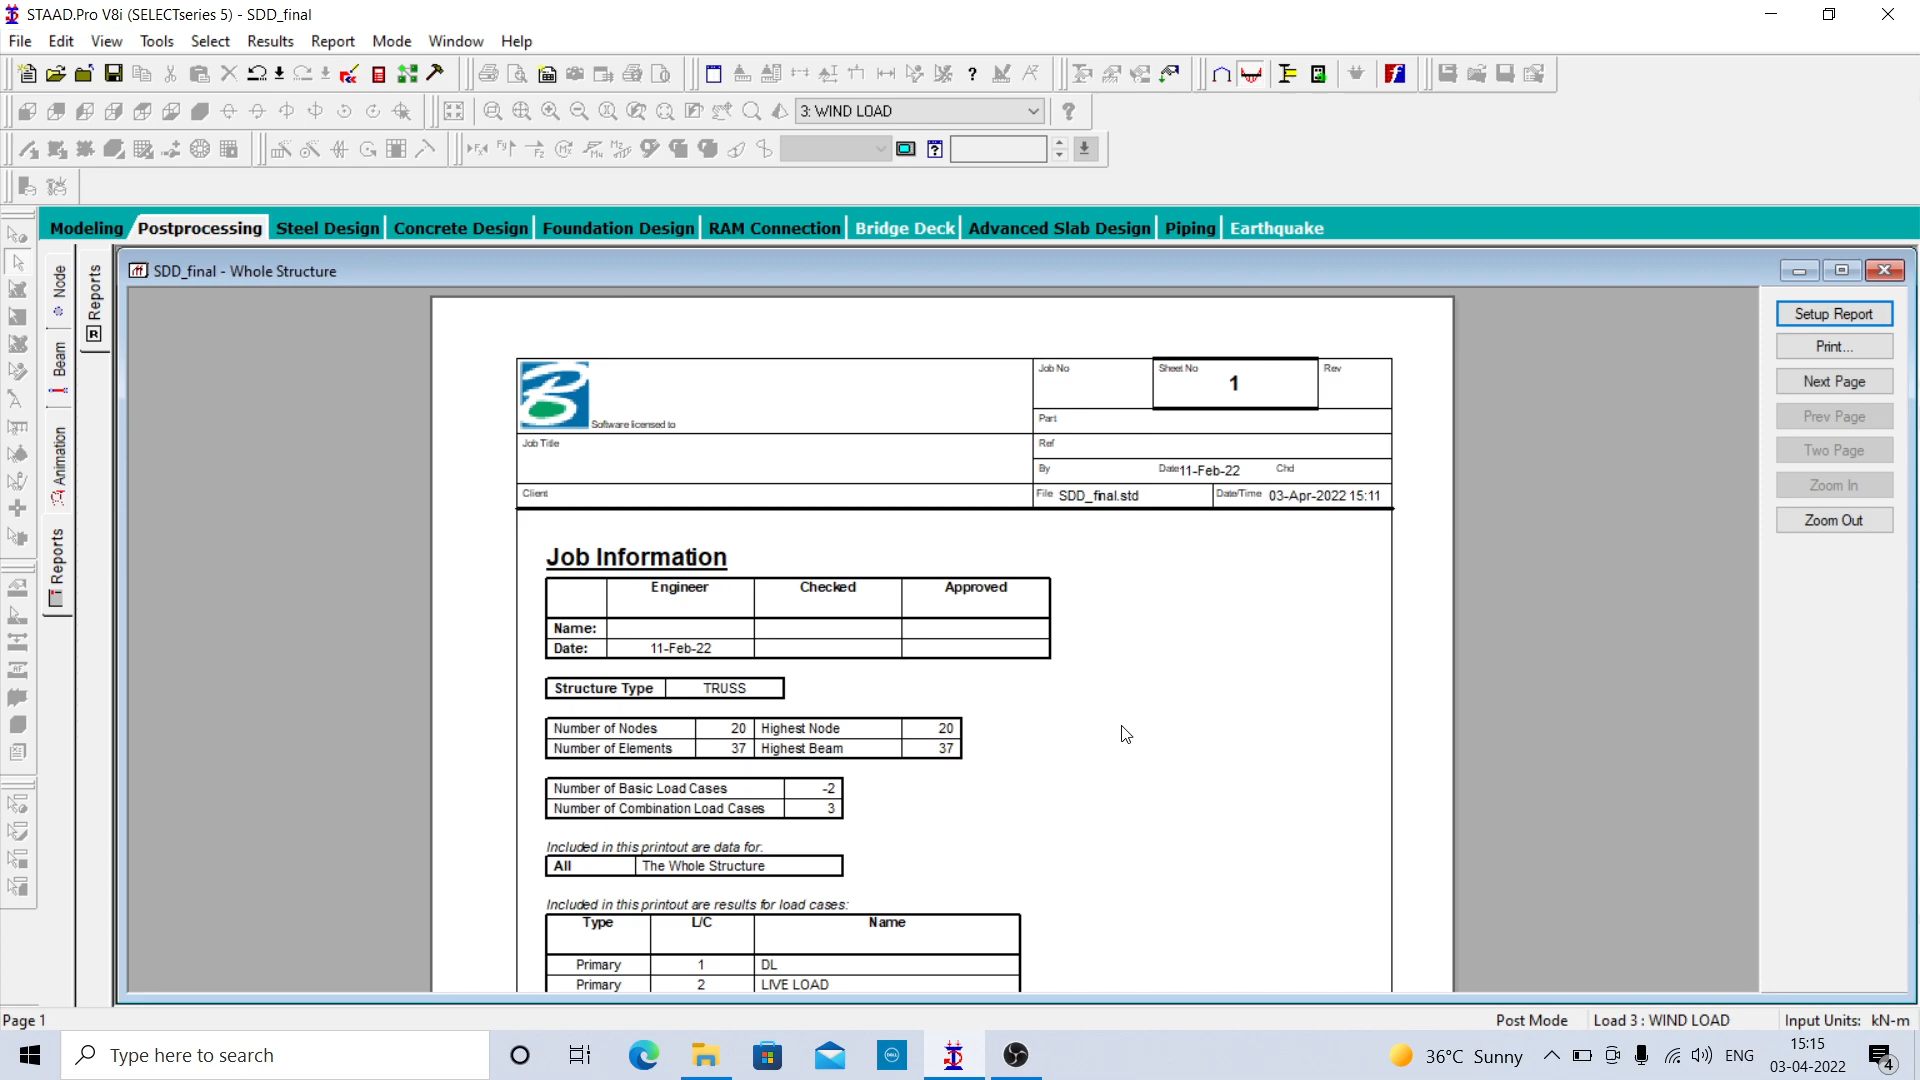 STAAD.Pro V8i (SELECTseries 5) - SDD_final
File Edit View Tools Select Results Report Mode Window Help
3: WIND LOAD
Modeling Postprocessing Steel Design Concrete Design Foundation Design RAM Connection Bridge Deck Advanced Slab Design Piping Earthquake
Node
Beam
Animation
Reports
Reports
SDD_final - Whole Structure
Setup Report
Print...
Next Page
Prev Page
Two Page
Zoom In
Zoom Out
Software licensed to
Job No
Sheet No
1
Rev
Part
Job Title
Ref
By
Date 11-Feb-22
Chd
Client
File SDD_final.std
Date/Time 03-Apr-2022 15:11
Job Information
Engineer Checked Approved
Name:
Date: 11-Feb-22
Structure Type TRUSS
Number of Nodes 20 Highest Node 20
Number of Elements 37 Highest Beam 37
Number of Basic Load Cases -2
Number of Combination Load Cases 3
Included in this printout are data for:
All The Whole Structure
Included in this printout are results for load cases:
Type L/C Name
Primary 1 DL
Primary 2 LIVE LOAD
Page 1
Post Mode
Load 3 : WIND LOAD
Input Units: kN-m
Type here to search
36°C Sunny
ENG
15:15
03-04-2022
4